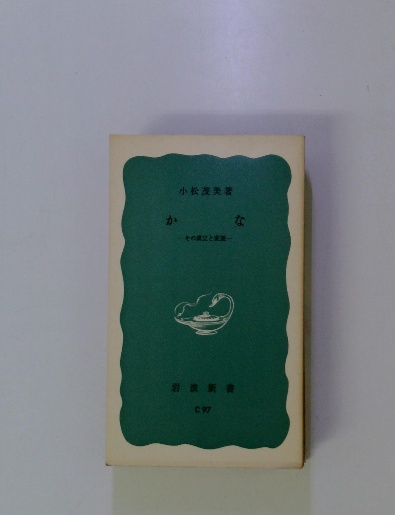 小松茂美著
かな
—その成立と変遷—
岩波新書
C97